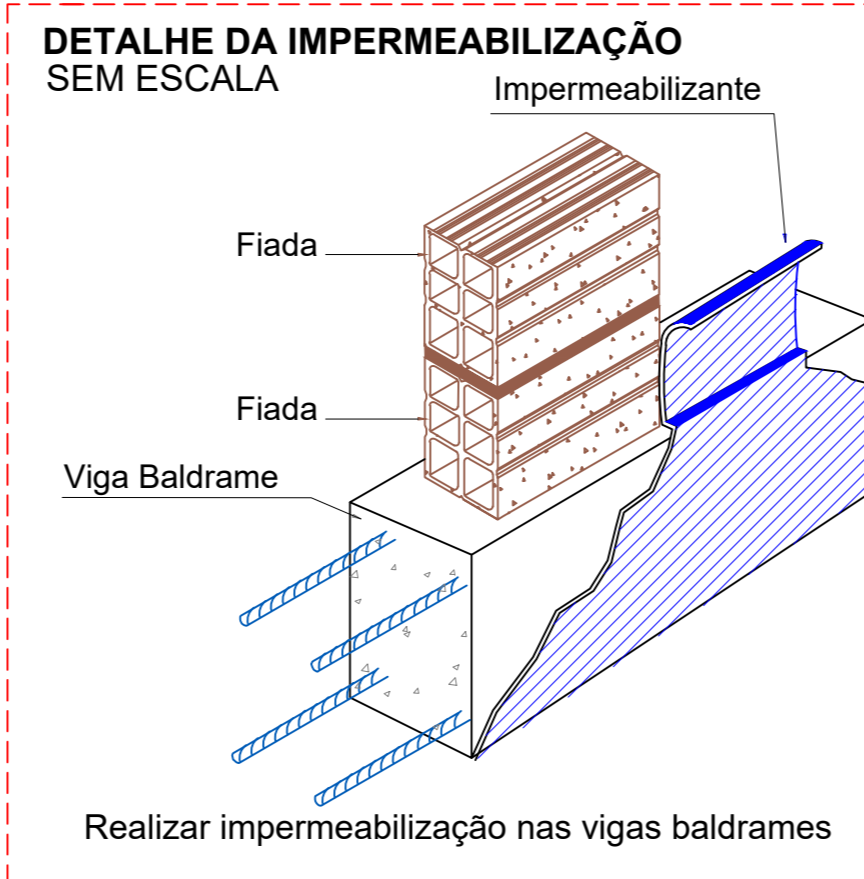 DETALHE DA IMPERMEABILIZAÇÃO
SEM ESCALA
Impermeabilizante
Fiada
Fiada
Viga Baldrame
Realizar impermeabilização nas vigas baldrames